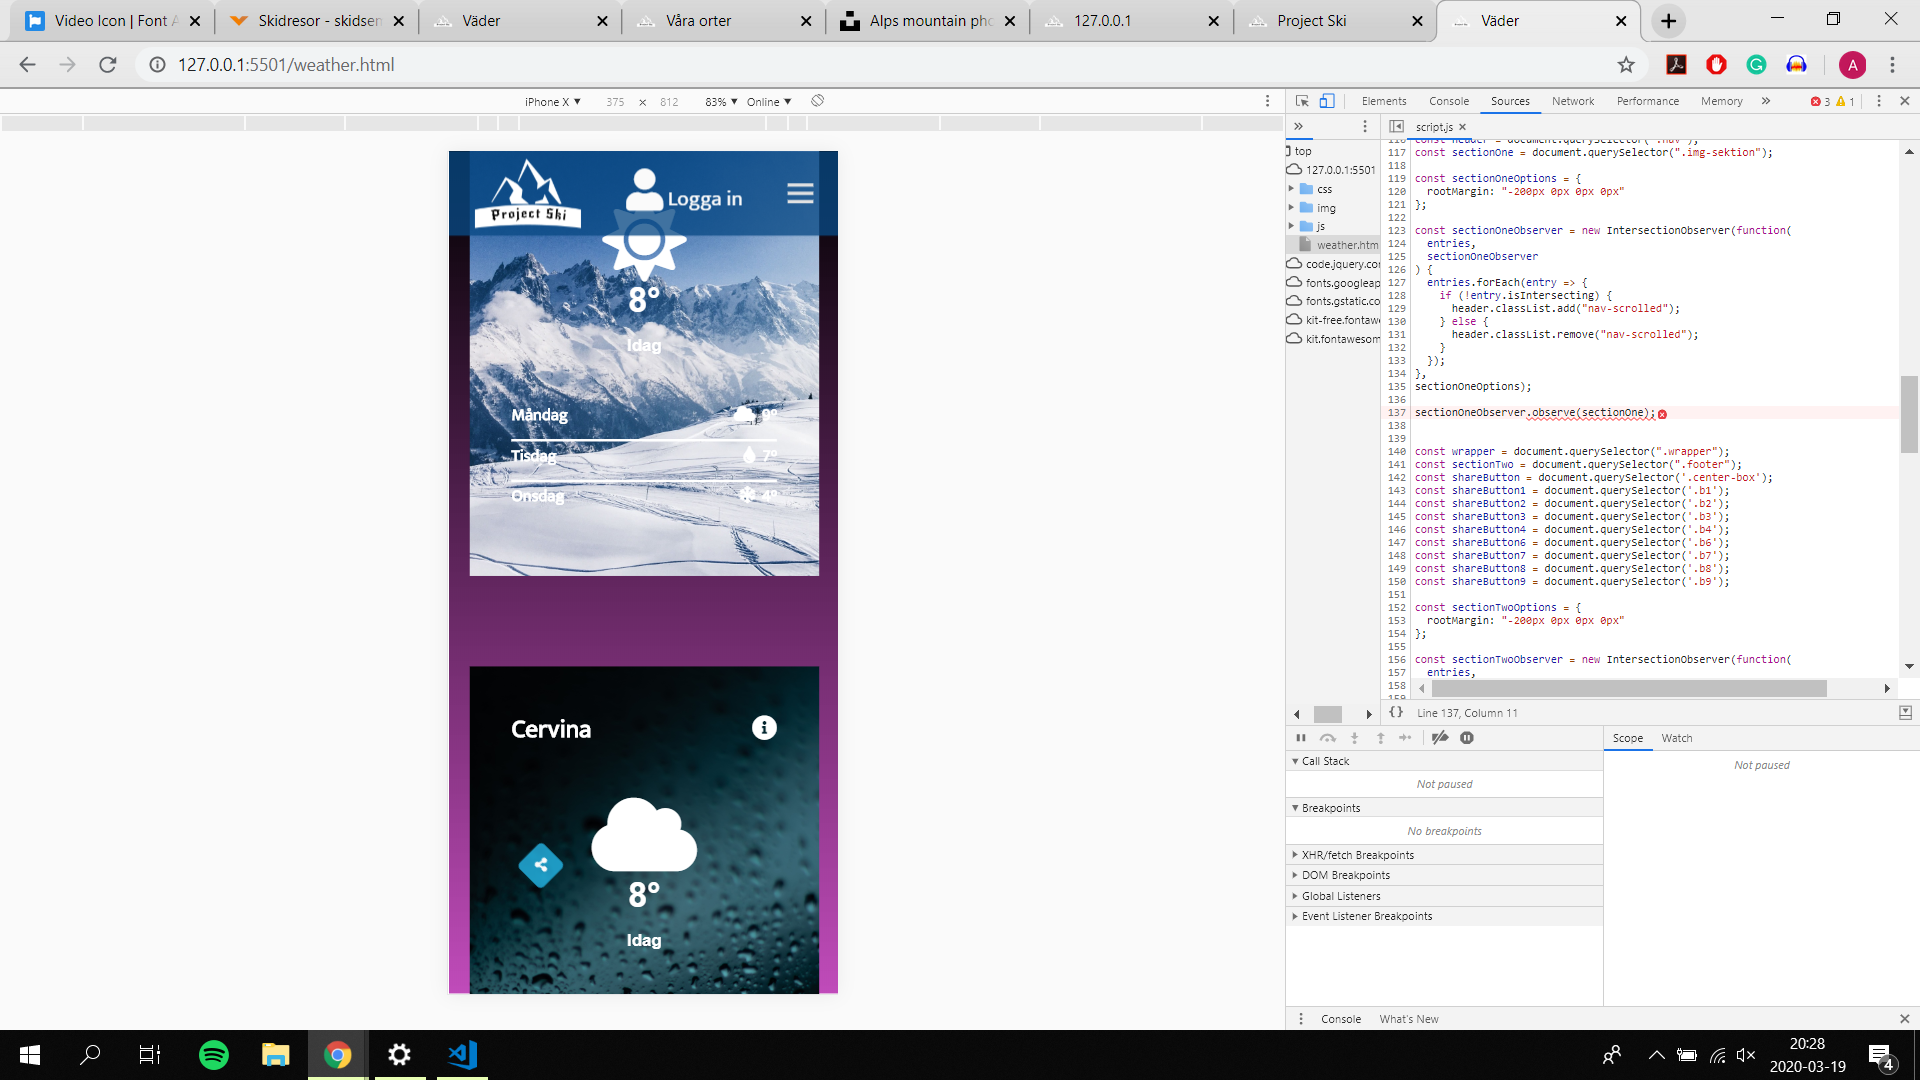 Video Icon | Font A
Skidresor - skidsem
Väder
Våra orter
Alps mountain pho
127.0.0.1
Project Ski
Väder
127.0.0.1:5501/weather.html
A
iPhone X ▼ 375 × 812 83% ▼ Online ▼
Elements Console Sources Network Performance Memory » 3 1
» script.js ×
top
127.0.0.1:5501
css
img
js
weather.htm
code.jquery.co
fonts.googleap
fonts.gstatic.co
kit-free.fontaw
kit.fontawesom
116 const header = document.querySelector(".nav");
117 const sectionOne = document.querySelector(".img-sektion");
118
119 const sectionOneOptions = {
120 rootMargin: "-200px 0px 0px 0px"
121 };
122
123 const sectionOneObserver = new IntersectionObserver(function(
124 entries,
125 sectionOneObserver
126 ) {
127 entries.forEach(entry => {
128 if (!entry.isIntersecting) {
129 header.classList.add("nav-scrolled");
130 } else {
131 header.classList.remove("nav-scrolled");
132 }
133 });
134 },
135 sectionOneOptions);
136
137 sectionOneObserver.observe(sectionOne);
138
139
140 const wrapper = document.querySelector(".wrapper");
141 const sectionTwo = document.querySelector(".footer");
142 const shareButton = document.querySelector('.center-box');
143 const shareButton1 = document.querySelector('.b1');
144 const shareButton2 = document.querySelector('.b2');
145 const shareButton3 = document.querySelector('.b3');
146 const shareButton4 = document.querySelector('.b4');
147 const shareButton6 = document.querySelector('.b6');
148 const shareButton7 = document.querySelector('.b7');
149 const shareButton8 = document.querySelector('.b8');
150 const shareButton9 = document.querySelector('.b9');
151
152 const sectionTwoOptions = {
153 rootMargin: "-200px 0px 0px 0px"
154 };
155
156 const sectionTwoObserver = new IntersectionObserver(function(
157 entries,
158
159
{} Line 137, Column 11
Call Stack
Not paused
Breakpoints
No breakpoints
XHR/fetch Breakpoints
DOM Breakpoints
Global Listeners
Event Listener Breakpoints
Scope Watch
Not paused
Console What's New
Project Ski
Logga in
8°
Idag
Måndag 9°
Tisdag 7°
Onsdag 4°
Cervina
8°
Idag
20:28
2020-03-19
4